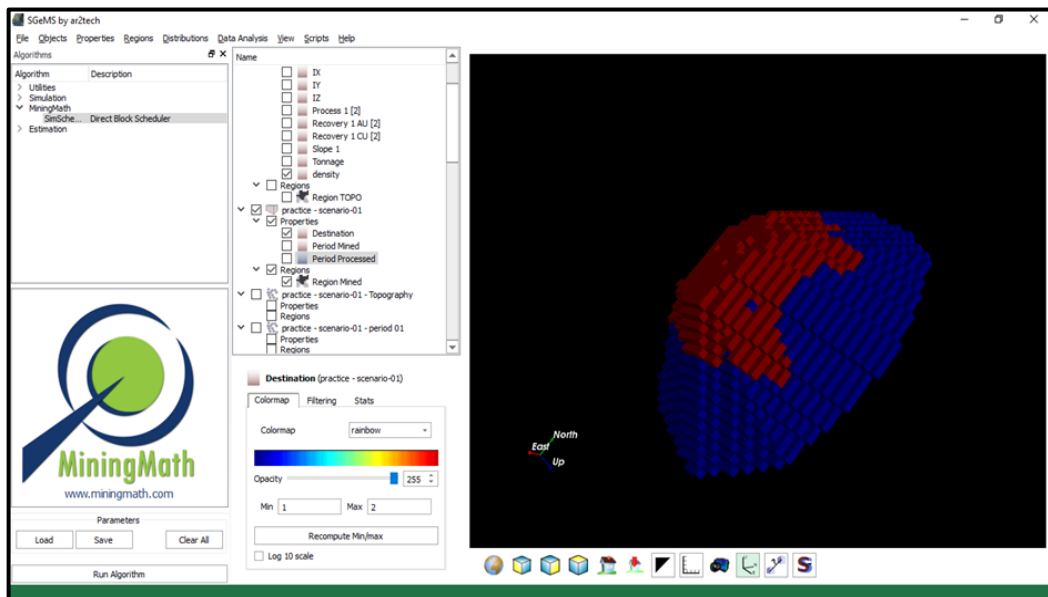 SGeMS by ar2tech
File Objects Properties Regions Distributions Data Analysis View Scripts Help
Algorithms
Algorithm Description
Utilities
Simulation
MiningMath
SimSche... Direct Block Scheduler
Estimation
MiningMath
www.miningmath.com
Parameters
Load Save Clear All
Run Algorithm
Name
IX
IY
IZ
Process 1 [2]
Recovery 1 AU [2]
Recovery 1 CU [2]
Slope 1
Tonnage
density
Regions
Region TOPO
practice - scenario-01
Properties
Destination
Period Mined
Period Processed
Regions
Region Mined
practice - scenario-01 - Topography
Properties
Regions
practice - scenario-01 - period 01
Properties
Regions
Destination (practice - scenario-01)
Colormap Filtering Stats
Colormap rainbow
Opacity 255
Min 1 Max 2
Recompute Min/max
Log 10 scale
North
East
Up